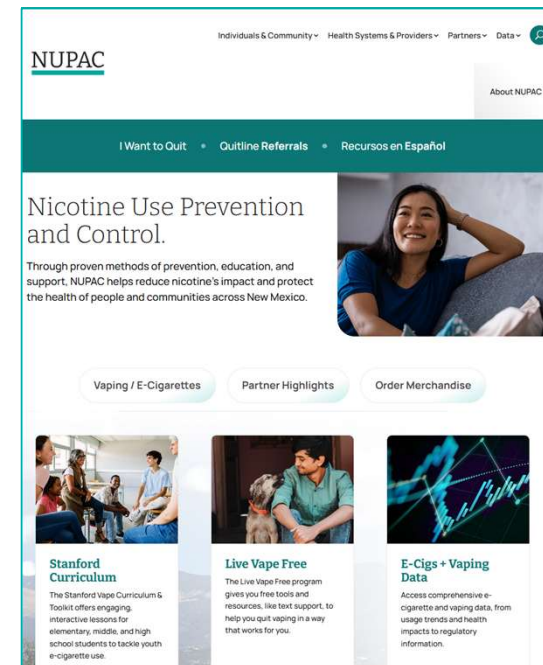 Individuals & Community Health Systems & Providers Partners Data
NUPAC
About NUPAC
I Want to Quit • Quitline Referrals • Recursos en Español
Nicotine Use Prevention
and Control.
Through proven methods of prevention, education, and
support, NUPAC helps reduce nicotine's impact and protect
the health of people and communities across New Mexico.
Vaping / E-Cigarettes Partner Highlights Order Merchandise
Stanford
Curriculum
The Stanford Vape Curriculum &
Toolkit offers engaging,
interactive lessons for
elementary, middle, and high
school students to tackle youth
e-cigarette use.
Live Vape Free
The Live Vape Free program
gives you free tools and
resources, like text support, to
help you quit vaping in a way
that works for you.
E-Cigs + Vaping
Data
Access comprehensive e-
cigarette and vaping data, from
usage trends and health
impacts to regulatory
information.